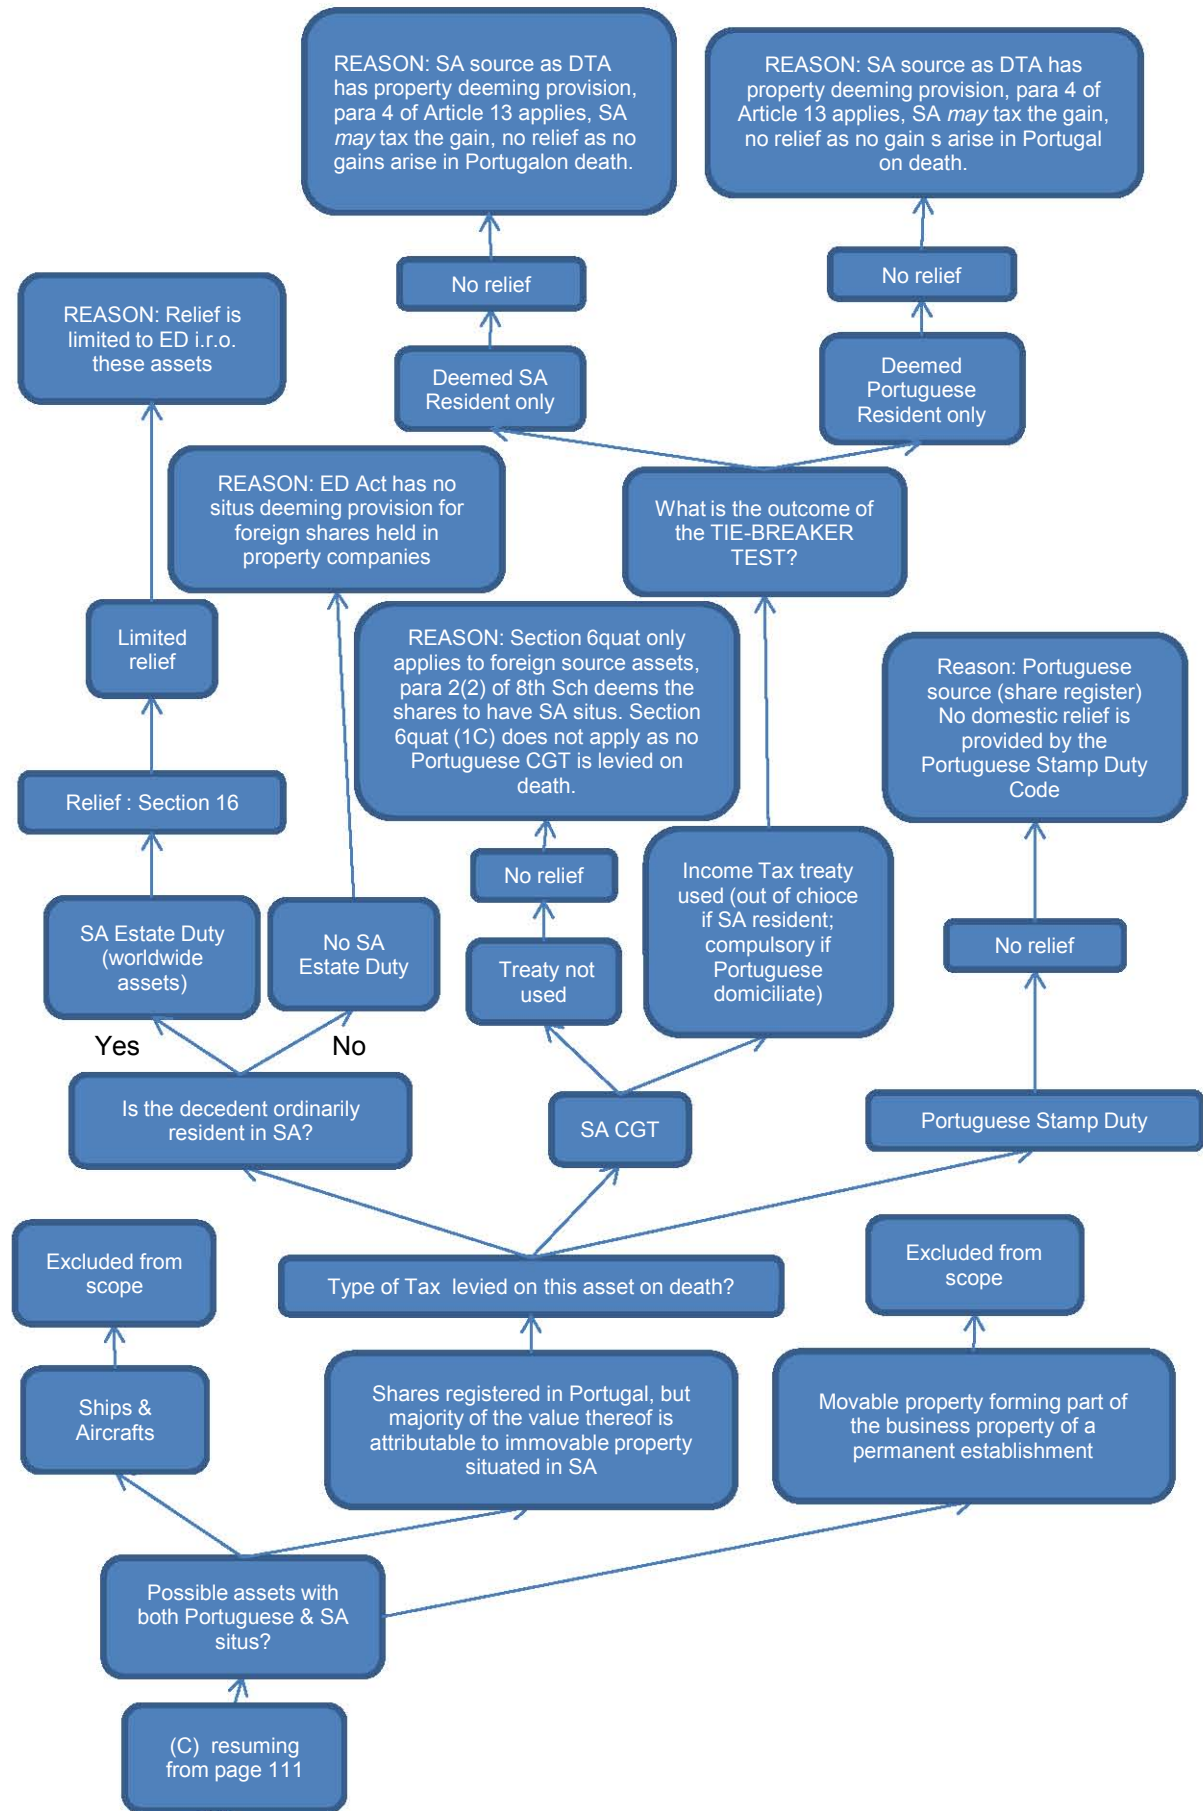 REASON: SA source as DTA
has property deeming provision,
para 4 of Article 13 applies, SA
may tax the gain, no relief as no
gains arise in Portugalon death.
REASON: SA source as DTA has
property deeming provision, para 4 of
Article 13 applies, SA may tax the gain,
no relief as no gain s arise in Portugal
on death.
No relief
No relief
REASON: Relief is
limited to ED i.r.o.
these assets
Deemed SA
Resident only
Deemed
Portuguese
Resident only
REASON: ED Act has no
situs deeming provision for
foreign shares held in
property companies
What is the outcome of
the TIE-BREAKER
TEST?
Limited
relief
REASON: Section 6quat only
applies to foreign source assets,
para 2(2) of 8th Sch deems the
shares to have SA situs. Section
6quat (1C) does not apply as no
Portuguese CGT is levied on
death.
Reason: Portuguese
source (share register)
No domestic relief is
provided by the
Portuguese Stamp Duty
Code
Relief : Section 16
No relief
Income Tax treaty
used (out of chioce
if SA resident;
compulsory if
Portuguese
domiciliate)
SA Estate Duty
(worldwide
assets)
No SA
Estate Duty
Treaty not
used
No relief
Yes
No
Is the decedent ordinarily
resident in SA?
SA CGT
Portuguese Stamp Duty
Excluded from
scope
Type of Tax  levied on this asset on death?
Excluded from
scope
Ships &
Aircrafts
Shares registered in Portugal, but
majority of the value thereof is
attributable to immovable property
situated in SA
Movable property forming part of
the business property of a
permanent establishment
Possible assets with
both Portuguese & SA
situs?
(C)  resuming
from page 111